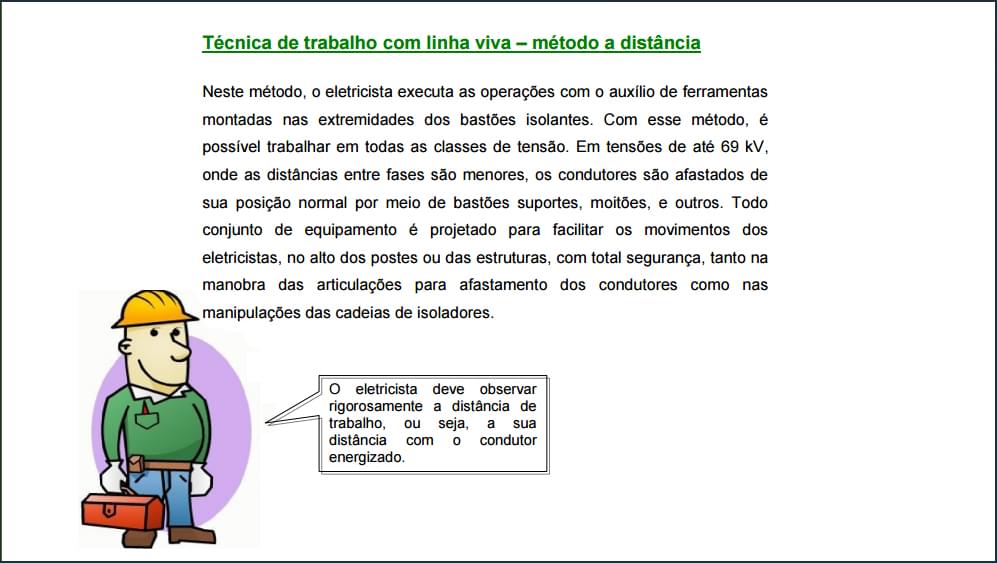 Técnica de trabalho com linha viva – método a distância
Neste método, o eletricista executa as operações com o auxílio de ferramentas
montadas nas extremidades dos bastões isolantes. Com esse método, é
possível trabalhar em todas as classes de tensão. Em tensões de até 69 kV,
onde as distâncias entre fases são menores, os condutores são afastados de
sua posição normal por meio de bastões suportes, moitões, e outros. Todo
conjunto de equipamento é projetado para facilitar os movimentos dos
eletricistas, no alto dos postes ou das estruturas, com total segurança, tanto na
manobra das articulações para afastamento dos condutores como nas
manipulações das cadeias de isoladores.
O eletricista deve observar
rigorosamente a distância de
trabalho, ou seja, a sua
distância com o condutor
energizado.